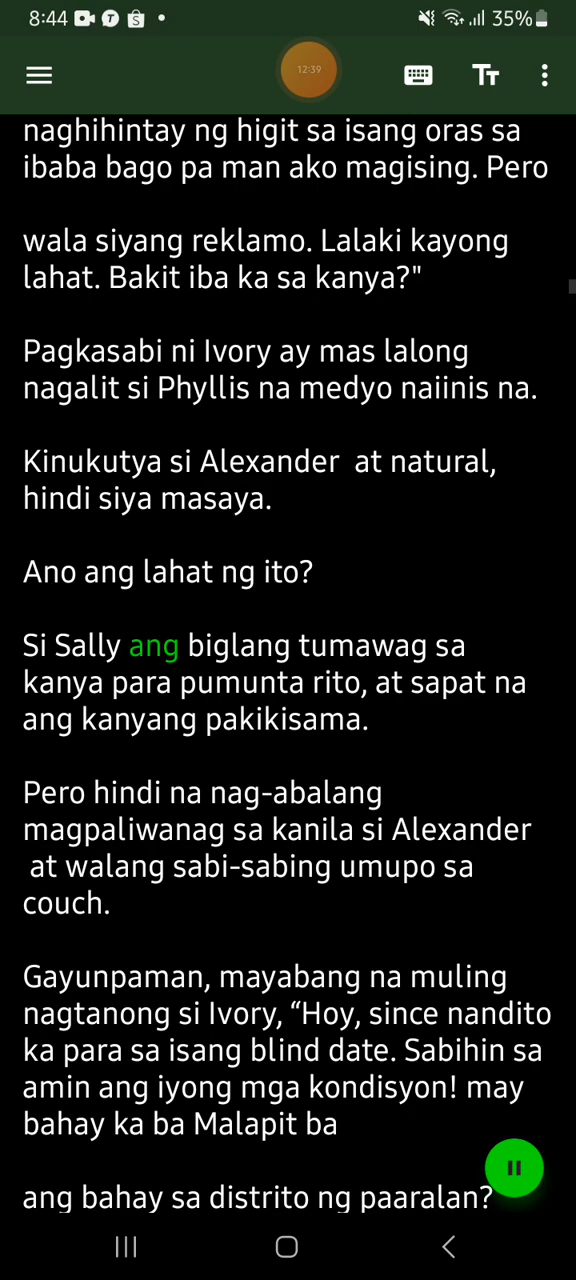 8:44 35%
12:39
naghihintay ng higit sa isang oras sa
ibaba bago pa man ako magising. Pero
wala siyang reklamo. Lalaki kayong
lahat. Bakit iba ka sa kanya?"
Pagkasabi ni Ivory ay mas lalong
nagalit si Phyllis na medyo naiinis na.
Kinukutya si Alexander  at natural,
hindi siya masaya.
Ano ang lahat ng ito?
Si Sally ang biglang tumawag sa
kanya para pumunta rito, at sapat na
ang kanyang pakikisama.
Pero hindi na nag-abalang
magpaliwanag sa kanila si Alexander
at walang sabi-sabing umupo sa
couch.
Gayunpaman, mayabang na muling
nagtanong si Ivory, “Hoy, since nandito
ka para sa isang blind date. Sabihin sa
amin ang iyong mga kondisyon! may
bahay ka ba Malapit ba
ang bahay sa distrito ng paaralan?